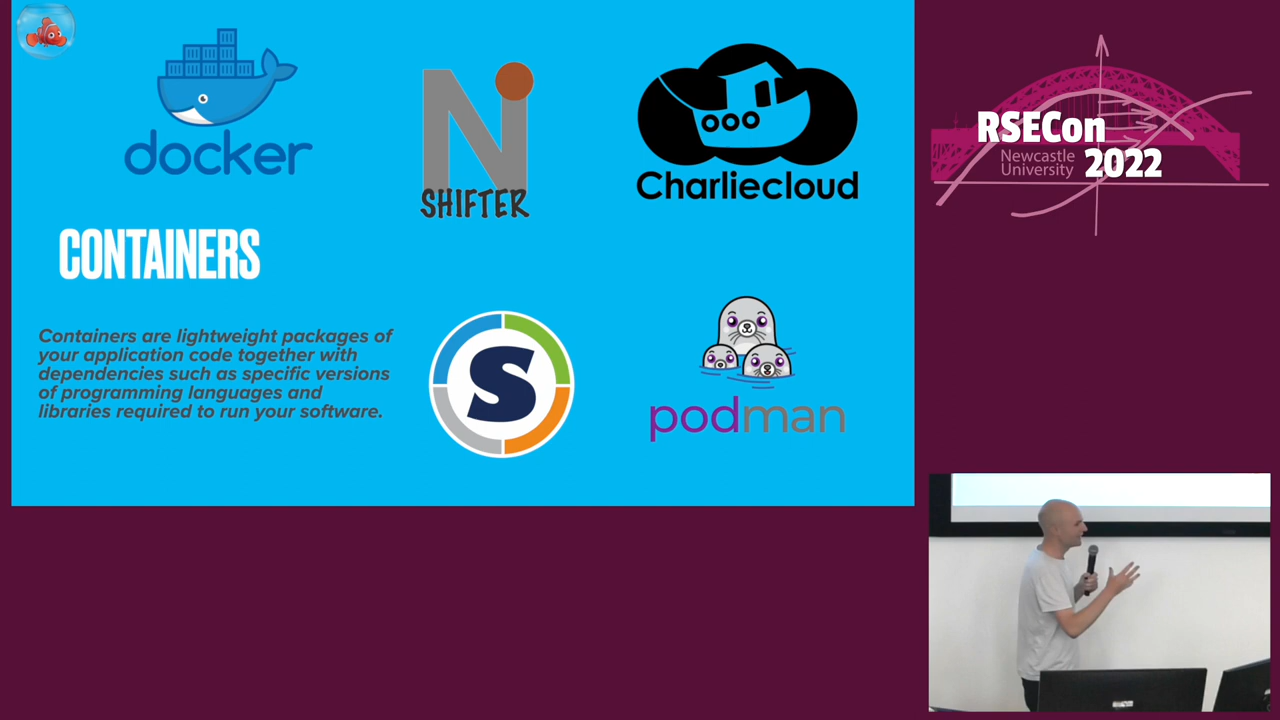 docker
SHIFTER
Charliecloud
CONTAINERS
Containers are lightweight packages of
your application code together with
dependencies such as specific versions
of programming languages and
libraries required to run your software.
S
podman
RSECon
Newcastle
University
2022